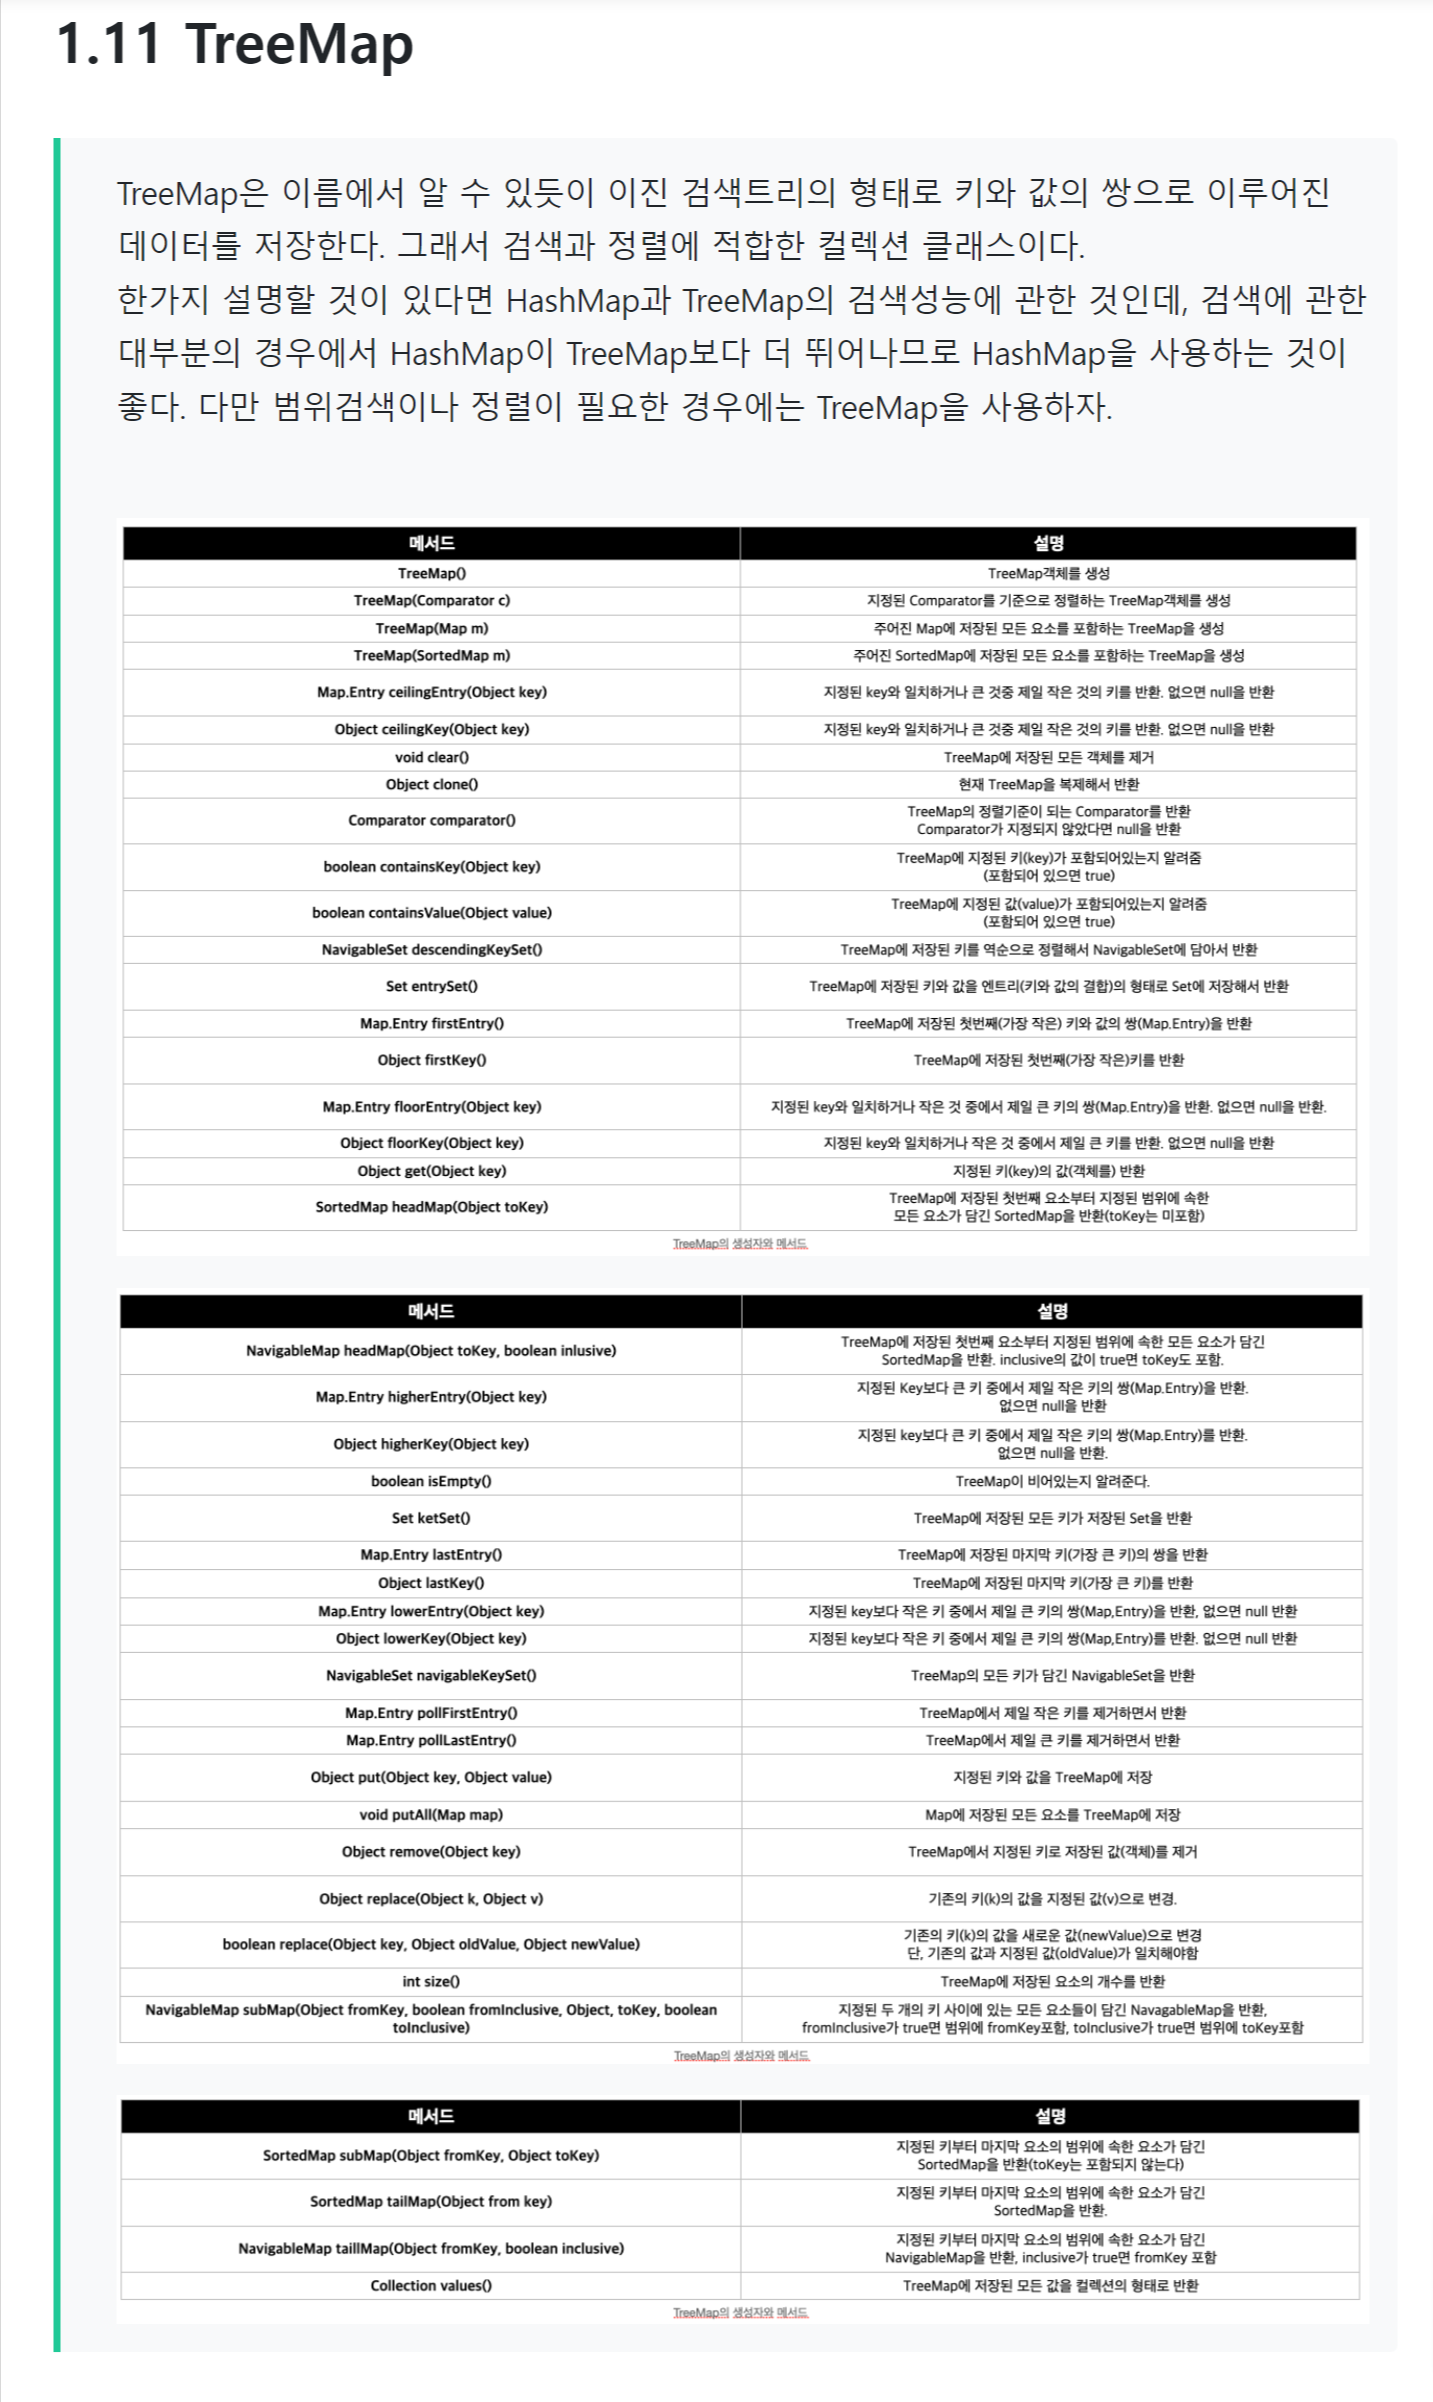 1.11 TreeMap
TreeMap은 이름에서 알 수 있듯이 이진 검색트리의 형태로 키와 값의 쌍으로 이루어진
데이터를 저장한다. 그래서 검색과 정렬에 적합한 컬렉션 클래스이다.
한가지 설명할 것이 있다면 HashMap과 TreeMap의 검색성능에 관한 것인데, 검색에 관한
대부분의 경우에서 HashMap이 TreeMap보다 더 뛰어나므로 HashMap을 사용하는 것이
좋다. 다만 범위검색이나 정렬이 필요한 경우에는 TreeMap을 사용하자.
메서드 설명
TreeMap() TreeMap객체를 생성
TreeMap(Comparator c) 지정된 Comparator를 기준으로 정렬하는 TreeMap객체를 생성
TreeMap(Map m) 주어진 Map에 저장된 모든 요소를 포함하는 TreeMap을 생성
TreeMap(SortedMap m) 주어진 SortedMap에 저장된 모든 요소를 포함하는 TreeMap을 생성
Map.Entry ceilingEntry(Object key) 지정된 key와 일치하거나 큰 것중 제일 작은 것의 키를 반환. 없으면 null을 반환
Object ceilingKey(Object key) 지정된 key와 일치하거나 큰 것중 제일 작은 것의 키를 반환. 없으면 null을 반환
void clear() TreeMap에 저장된 모든 객체를 제거
Object clone() 현재 TreeMap을 복제해서 반환
Comparator comparator() TreeMap의 정렬기준이 되는 Comparator를 반환
Comparator가 지정되지 않았다면 null을 반환
boolean containsKey(Object key) TreeMap에 지정된 키(key)가 포함되어있는지 알려줌
(포함되어 있으면 true)
boolean containsValue(Object value) TreeMap에 지정된 값(value)가 포함되어있는지 알려줌
(포함되어 있으면 true)
NavigableSet descendingKeySet() TreeMap에 저장된 키를 역순으로 정렬해서 NavigableSet에 담아서 반환
Set entrySet() TreeMap에 저장된 키와 값을 엔트리(키와 값의 결합)의 형태로 Set에 저장해서 반환
Map.Entry firstEntry() TreeMap에 저장된 첫번째(가장 작은) 키와 값의 쌍(Map.Entry)을 반환
Object firstKey() TreeMap에 저장된 첫번째(가장 작은)키를 반환
Map.Entry floorEntry(Object key) 지정된 key와 일치하거나 작은 것 중에서 제일 큰 키의 쌍(Map.Entry)을 반환. 없으면 null을 반환.
Object floorKey(Object key) 지정된 key와 일치하거나 작은 것 중에서 제일 큰 키를 반환. 없으면 null을 반환
Object get(Object key) 지정된 키(key)의 값(객체를) 반환
SortedMap headMap(Object toKey) TreeMap에 저장된 첫번째 요소부터 지정된 범위에 속한
모든 요소가 담긴 SortedMap을 반환(toKey는 미포함)
TreeMap의 생성자와 메서드
메서드 설명
NavigableMap headMap(Object toKey, boolean inlusive) TreeMap에 저장된 첫번째 요소부터 지정된 범위에 속한 모든 요소가 담긴
SortedMap을 반환. inclusive의 값이 true면 toKey도 포함.
Map.Entry higherEntry(Object key) 지정된 Key보다 큰 키 중에서 제일 작은 키의 쌍(Map.Entry)을 반환.
없으면 null을 반환
Object higherKey(Object key) 지정된 key보다 큰 키 중에서 제일 작은 키의 쌍(Map.Entry)를 반환.
없으면 null을 반환.
boolean isEmpty() TreeMap이 비어있는지 알려준다.
Set ketSet() TreeMap에 저장된 모든 키가 저장된 Set을 반환
Map.Entry lastEntry() TreeMap에 저장된 마지막 키(가장 큰 키)의 쌍을 반환
Object lastKey() TreeMap에 저장된 마지막 키(가장 큰 키)를 반환
Map.Entry lowerEntry(Object key) 지정된 key보다 작은 키 중에서 제일 큰 키의 쌍(Map,Entry)을 반환, 없으면 null 반환
Object lowerKey(Object key) 지정된 key보다 작은 키 중에서 제일 큰 키의 쌍(Map,Entry)를 반환. 없으면 null 반환
NavigableSet navigableKeySet() TreeMap의 모든 키가 담긴 NavigableSet을 반환
Map.Entry pollFirstEntry() TreeMap에서 제일 작은 키를 제거하면서 반환
Map.Entry pollLastEntry() TreeMap에서 제일 큰 키를 제거하면서 반환
Object put(Object key, Object value) 지정된 키와 값을 TreeMap에 저장
void putAll(Map map) Map에 저장된 모든 요소를 TreeMap에 저장
Object remove(Object key) TreeMap에서 지정된 키로 저장된 값(객체)를 제거
Object replace(Object k, Object v) 기존의 키(k)의 값을 지정된 값(v)으로 변경.
boolean replace(Object key, Object oldValue, Object newValue) 기존의 키(k)의 값을 새로운 값(newValue)으로 변경
단, 기존의 값과 지정된 값(oldValue)가 일치해야함
int size() TreeMap에 저장된 요소의 개수를 반환
NavigableMap subMap(Object fromKey, boolean fromInclusive, Object, toKey, boolean
toInclusive) 지정된 두 개의 키 사이에 있는 모든 요소들이 담긴 NavagableMap을 반환,
fromInclusive가 true면 범위에 fromKey포함, toInclusive가 true면 범위에 toKey포함
TreeMap의 생성자와 메서드
메서드 설명
SortedMap subMap(Object fromKey, Object toKey) 지정된 키부터 마지막 요소의 범위에 속한 요소가 담긴
SortedMap을 반환(toKey는 포함되지 않는다)
SortedMap tailMap(Object from key) 지정된 키부터 마지막 요소의 범위에 속한 요소가 담긴
SortedMap을 반환.
NavigableMap taillMap(Object fromKey, boolean inclusive) 지정된 키부터 마지막 요소의 범위에 속한 요소가 담긴
NavigableMap을 반환, inclusive가 true면 fromKey 포함
Collection values() TreeMap에 저장된 모든 값을 컬렉션의 형태로 반환
TreeMap의 생성자와 메서드